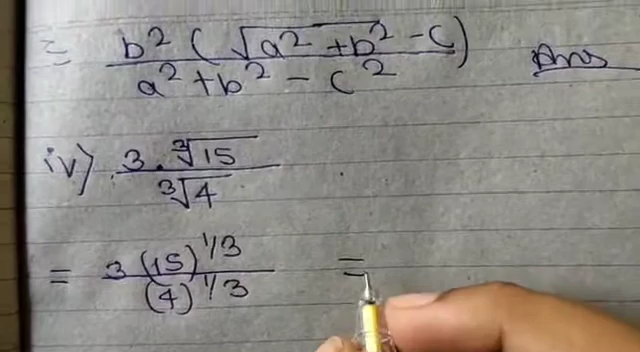 = b² ( √a² + b² - c ) / a² + b² - c² Ans
iv) 3 . ∛15 / ∛4
= 3 (15)^1/3 / (4)^1/3 =